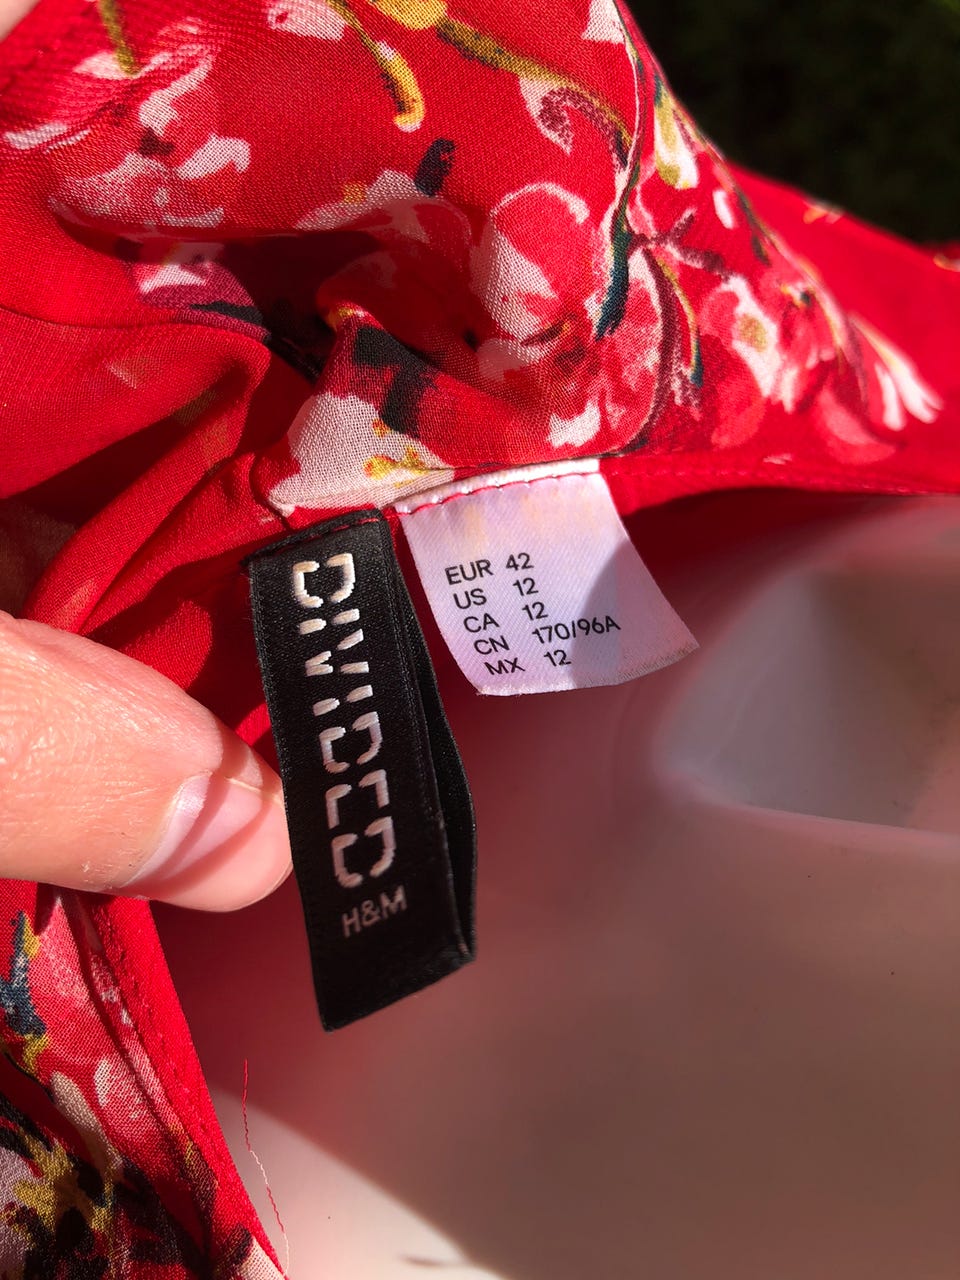 DIVIDED
H&M
EUR 42
US 12
CA 12
CN 170/96A
MX 12